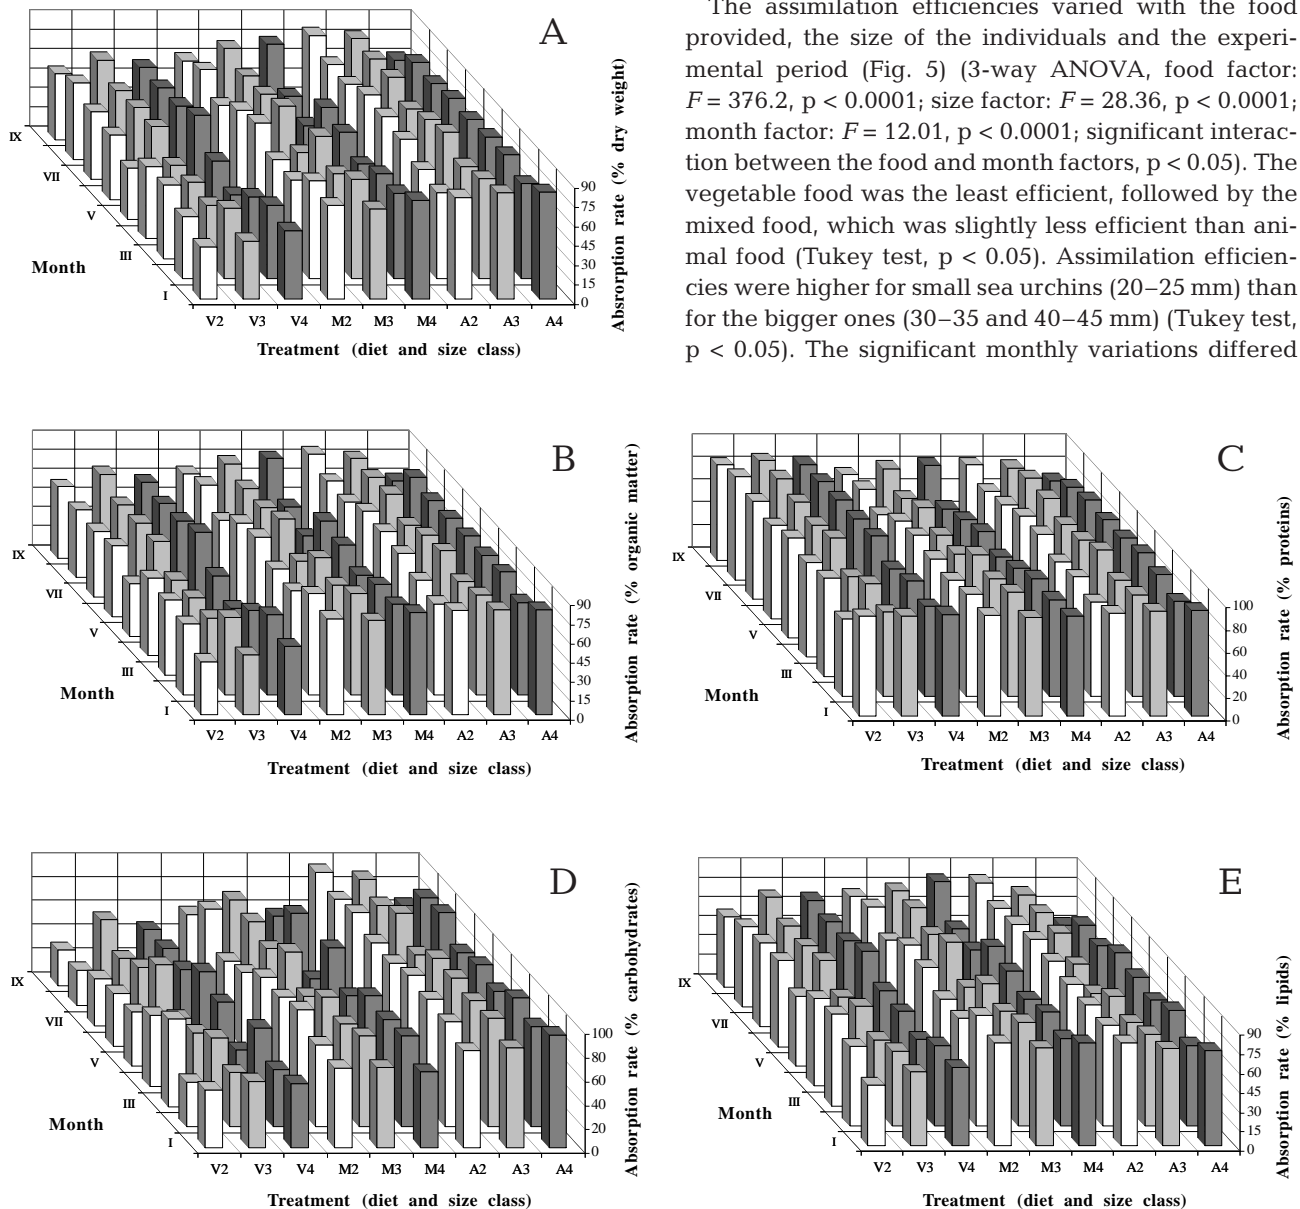 The assimilation efficiencies varied with the food
provided, the size of the individuals and the experi-
mental period (Fig. 5) (3-way ANOVA, food factor:
F = 376.2, p < 0.0001; size factor: F = 28.36, p < 0.0001;
month factor: F = 12.01, p < 0.0001; significant interac-
tion between the food and month factors, p < 0.05). The
vegetable food was the least efficient, followed by the
mixed food, which was slightly less efficient than ani-
mal food (Tukey test, p < 0.05). Assimilation efficien-
cies were higher for small sea urchins (20–25 mm) than
for the bigger ones (30–35 and 40–45 mm) (Tukey test,
p < 0.05). The significant monthly variations differed
A
IX
VII
V
III
I
Month
V2 V3 V4 M2 M3 M4 A2 A3 A4
Treatment (diet and size class)
90
75
60
45
30
15
0
Absrorption rate (% dry weight)
B
IX
VII
V
III
I
Month
V2 V3 V4 M2 M3 M4 A2 A3 A4
Treatment (diet and size class)
90
75
60
45
30
15
0
Absorption rate (% organic matter)
C
IX
VII
V
III
I
Month
V2 V3 V4 M2 M3 M4 A2 A3 A4
Treatment (diet and size class)
100
80
60
40
20
0
Absorption rate (% proteins)
D
IX
VII
V
III
I
Month
V2 V3 V4 M2 M3 M4 A2 A3 A4
Treatment (diet and size class)
100
80
60
40
20
0
Absorption rate (% carbohydrates)
E
IX
VII
V
III
I
Month
V2 V3 V4 M2 M3 M4 A2 A3 A4
Treatment (diet and size class)
90
75
60
45
30
15
0
Absorption rate (% lipids)